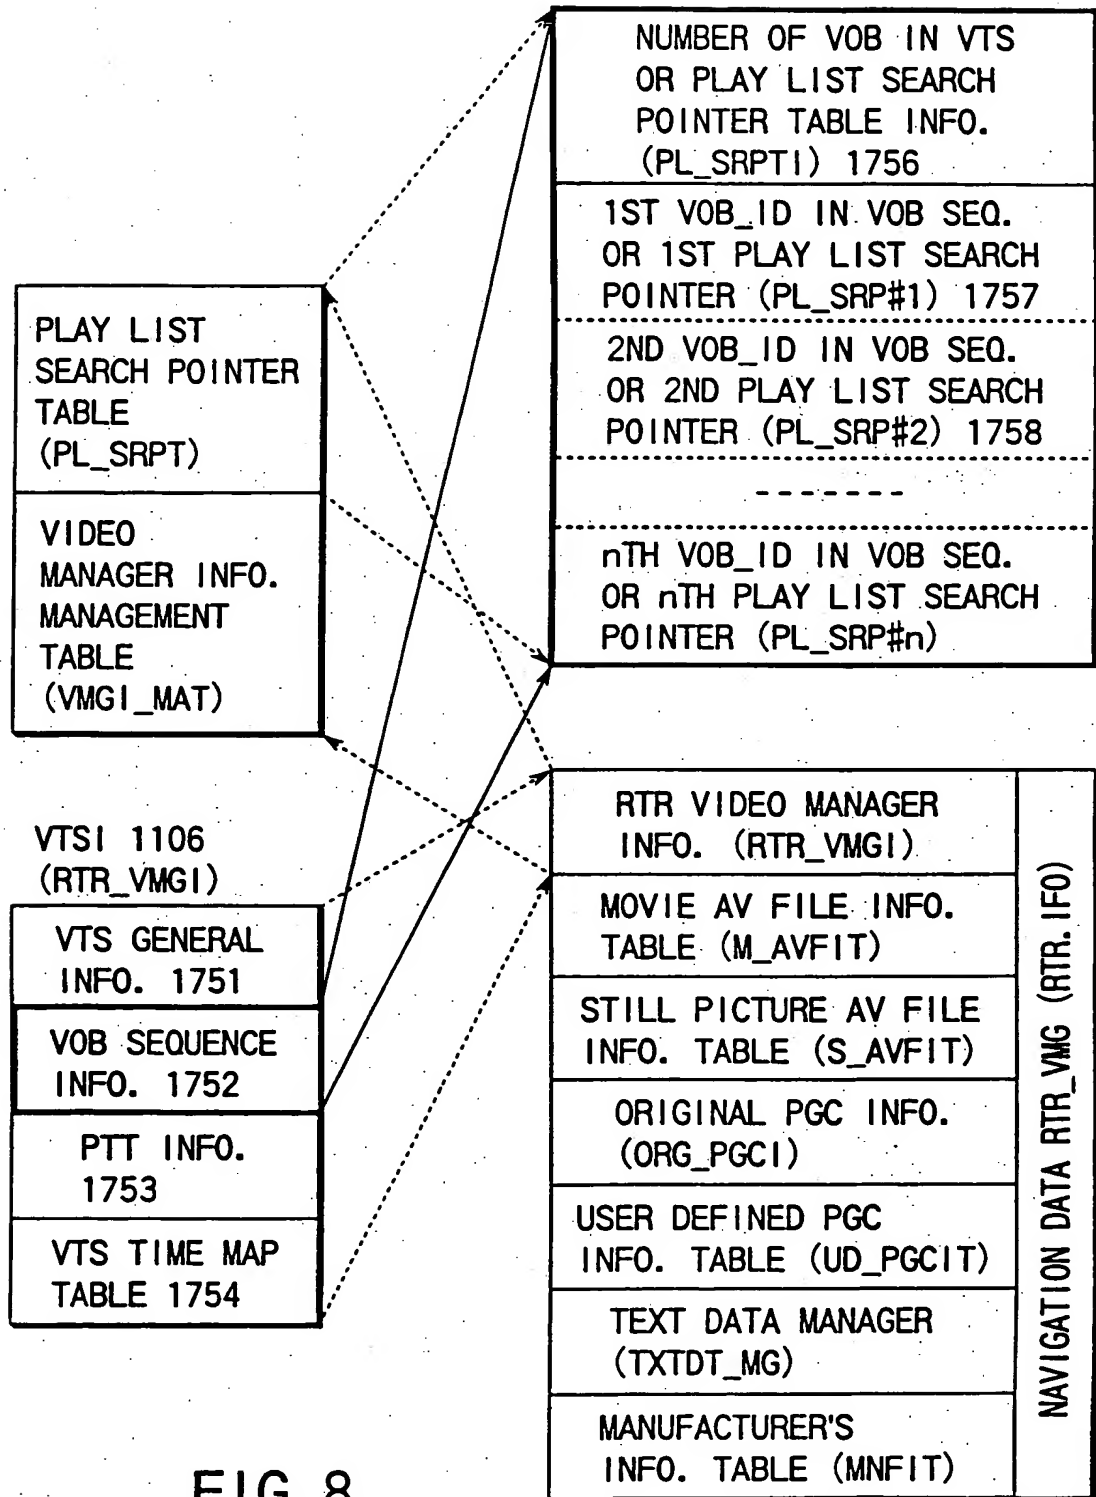 NUMBER OF VOB IN VTS
OR PLAY LIST SEARCH
POINTER TABLE INFO.
(PL_SRPTI) 1756
1ST VOB_ID IN VOB SEQ.
OR 1ST PLAY LIST SEARCH
POINTER (PL_SRP#1) 1757
2ND VOB_ID IN VOB SEQ.
OR 2ND PLAY LIST SEARCH
POINTER (PL_SRP#2) 1758
-------
nTH VOB_ID IN VOB SEQ.
OR nTH PLAY LIST SEARCH
POINTER (PL_SRP#n)
PLAY LIST
SEARCH POINTER
TABLE
(PL_SRPT)
VIDEO
MANAGER INFO.
MANAGEMENT
TABLE
(VMGI_MAT)
VTSI 1106
(RTR_VMGI)
VTS GENERAL
INFO. 1751
VOB SEQUENCE
INFO. 1752
PTT INFO.
1753
VTS TIME MAP
TABLE 1754
RTR VIDEO MANAGER
INFO. (RTR_VMGI)
MOVIE AV FILE INFO.
TABLE (M_AVFIT)
STILL PICTURE AV FILE
INFO. TABLE (S_AVFIT)
ORIGINAL PGC INFO.
(ORG_PGCI)
USER DEFINED PGC
INFO. TABLE (UD_PGCIT)
TEXT DATA MANAGER
(TXTDT_MG)
MANUFACTURER'S
INFO. TABLE (MNFIT)
NAVIGATION DATA RTR_VMG (RTR.IFO)
FIG. 8